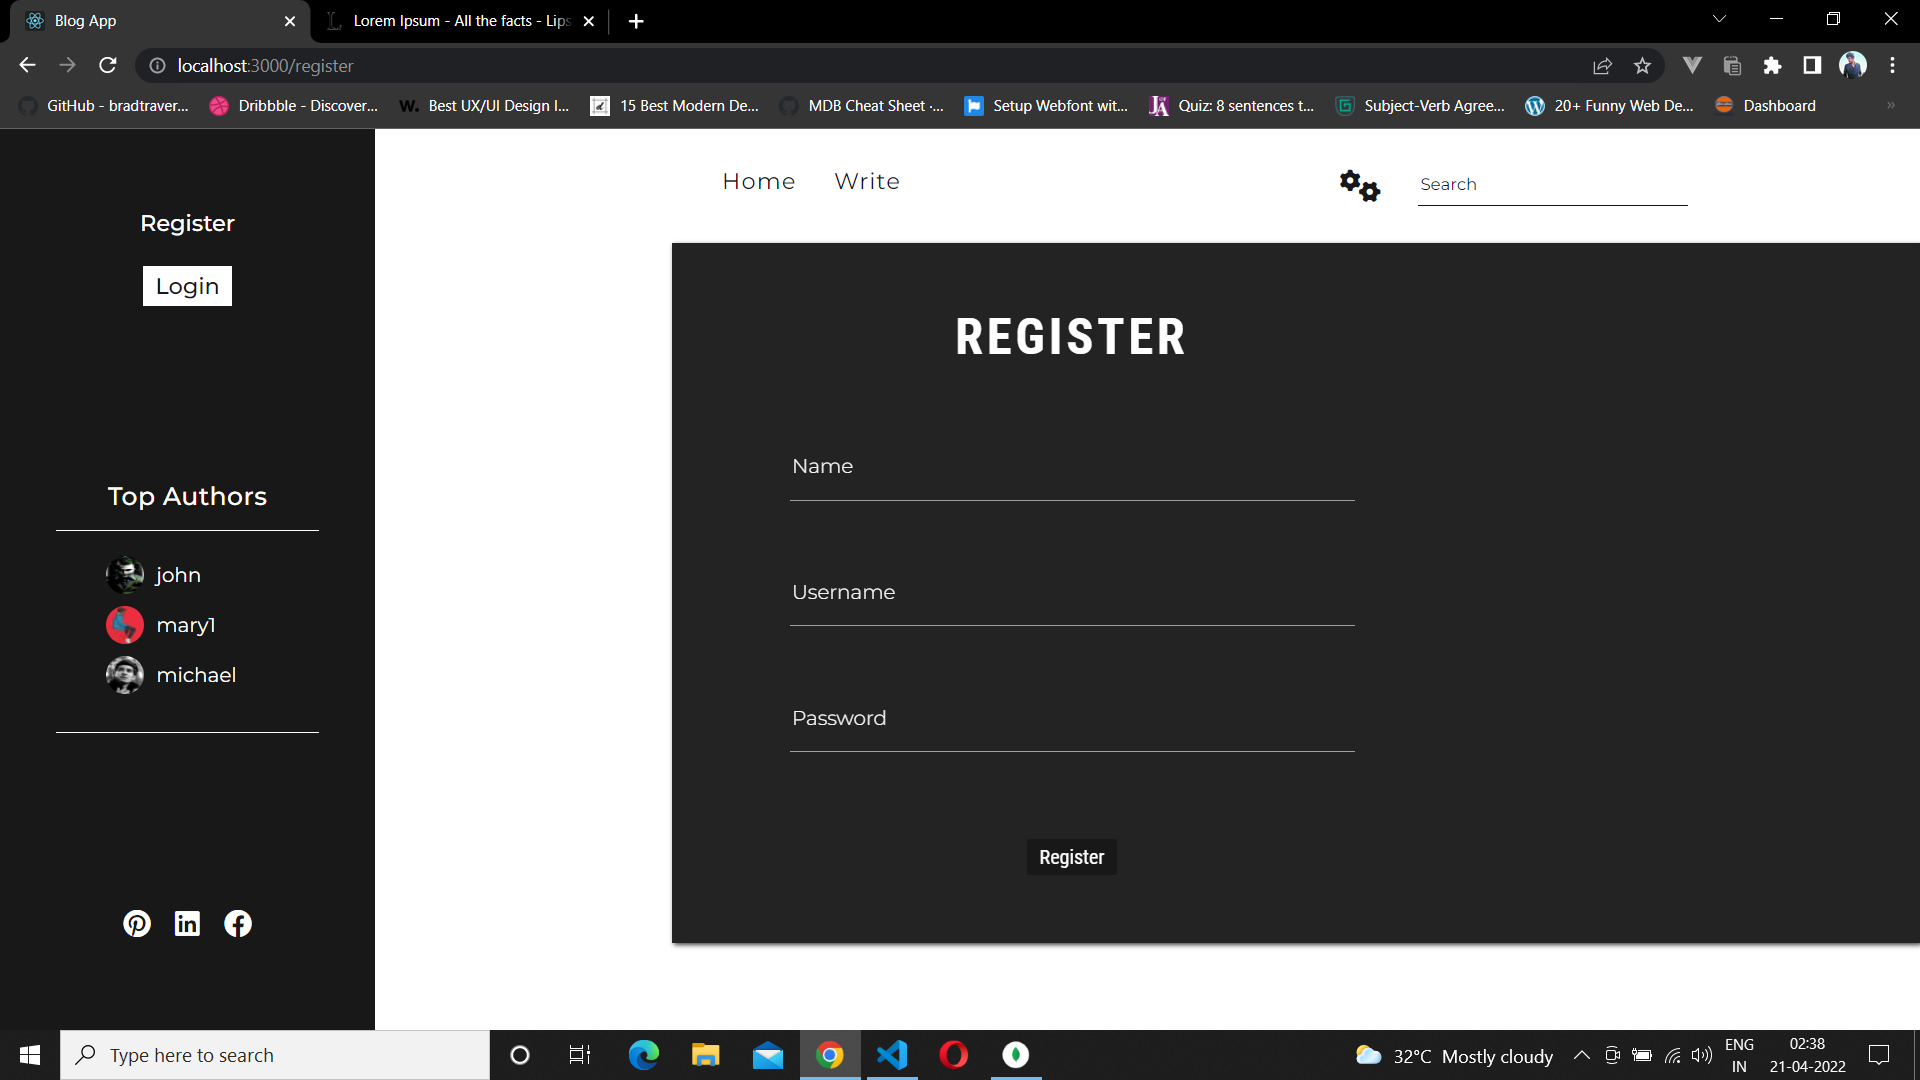 Blog App
Lorem Ipsum - All the facts - Lips
localhost:3000/register
GitHub - bradtraver...
Dribbble - Discover...
W. Best UX/UI Design I...
15 Best Modern De...
MDB Cheat Sheet ·...
Setup Webfont wit...
JA Quiz: 8 sentences t...
Subject-Verb Agree...
20+ Funny Web De...
Dashboard
»
Home
Write
Search
Register
Login
REGISTER
Name
Username
Password
Register
Top Authors
john
mary1
michael
Type here to search
32°C Mostly cloudy
ENG
IN
02:38
21-04-2022